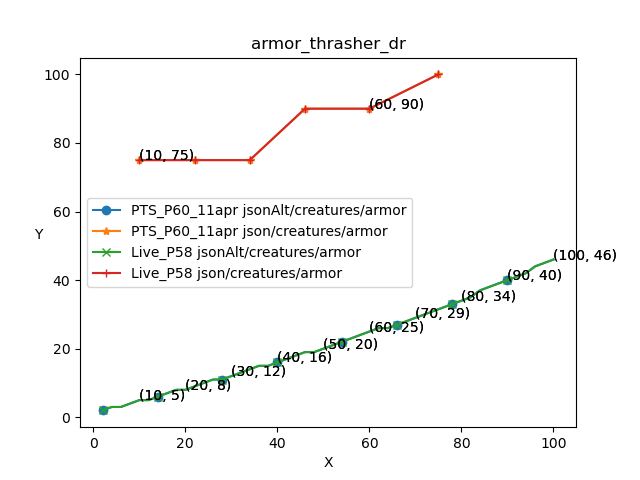 armor_thrasher_dr
100
80
60
40
20
0
Y
(10, 75)
(60, 90)
PTS_P60_11apr jsonAlt/creatures/armor
PTS_P60_11apr json/creatures/armor
Live_P58 jsonAlt/creatures/armor
Live_P58 json/creatures/armor
(100, 46)
(90, 40)
(80, 34)
(70, 29)
(60, 25)
(50, 20)
(40, 16)
(30, 12)
(20, 8)
(10, 5)
0 20 40 60 80 100
X